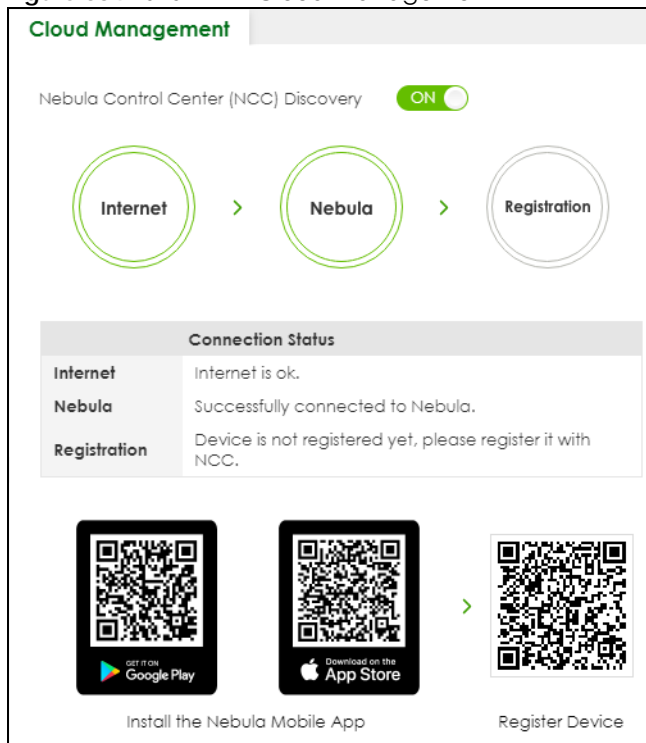 Cloud Management
Nebula Control Center (NCC) Discovery ON
Internet > Nebula > Registration
Connection Status
Internet Internet is ok.
Nebula Successfully connected to Nebula.
Registration Device is not registered yet, please register it with
NCC.
GET IT ON
Google Play
Download on the
App Store
>
Install the Nebula Mobile App
Register Device